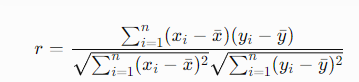 r = \frac{\sum_{i=1}^{n}(x_i - \bar{x})(y_i - \bar{y})}{\sqrt{\sum_{i=1}^{n}(x_i - \bar{x})^2}\sqrt{\sum_{i=1}^{n}(y_i - \bar{y})^2}}